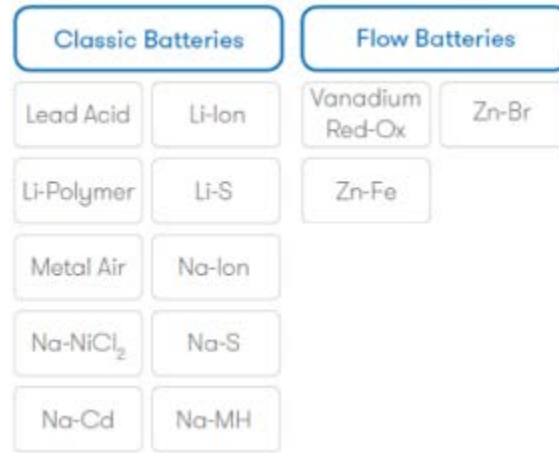 Classic Batteries
Flow Batteries
Lead Acid
Li-Ion
Vanadium
Red-Ox
Zn-Br
Li-Polymer
Li-S
Zn-Fe
Metal Air
Na-Ion
Na-NiCl₂
Na-S
Na-Cd
Na-MH